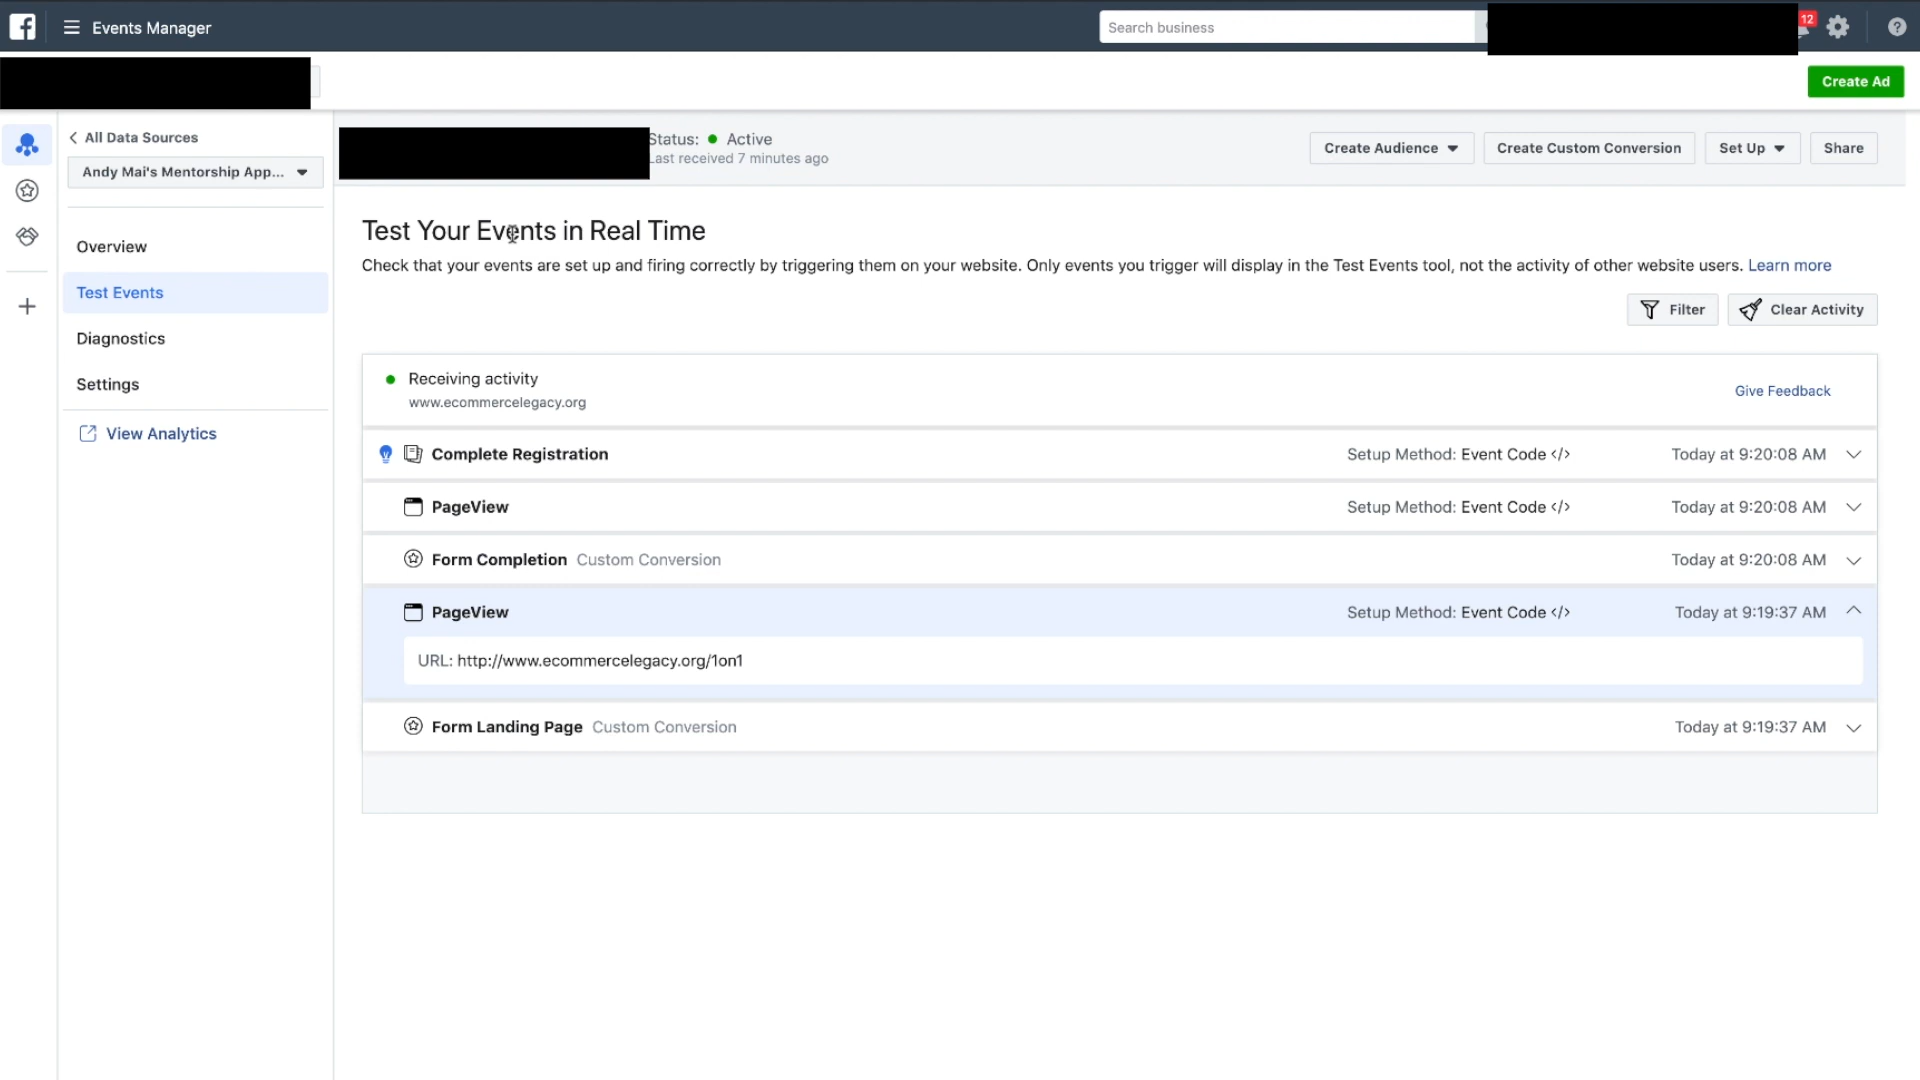 Events Manager
Search business
12
Create Ad
All Data Sources
Andy Mai's Mentorship App...
Status: Active
Last received 7 minutes ago
Create Audience
Create Custom Conversion
Set Up
Share
Overview
Test Events
Diagnostics
Settings
View Analytics
Test Your Events in Real Time
Check that your events are set up and firing correctly by triggering them on your website. Only events you trigger will display in the Test Events tool, not the activity of other website users. Learn more
Filter
Clear Activity
Receiving activity
www.ecommercelegacy.org
Give Feedback
Complete Registration Setup Method: Event Code </> Today at 9:20:08 AM
PageView Setup Method: Event Code </> Today at 9:20:08 AM
Form Completion Custom Conversion Today at 9:20:08 AM
PageView Setup Method: Event Code </> Today at 9:19:37 AM
URL: http://www.ecommercelegacy.org/1on1
Form Landing Page Custom Conversion Today at 9:19:37 AM